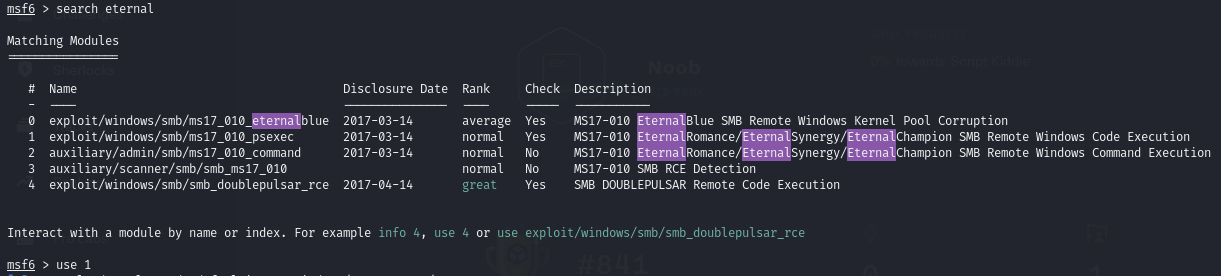 msf6 > search eternal
Matching Modules
================
# Name Disclosure Date Rank Check Description
- ---- --------------- ---- ----- -----------
0 exploit/windows/smb/ms17_010_eternalblue 2017-03-14 average Yes MS17-010 EternalBlue SMB Remote Windows Kernel Pool Corruption
1 exploit/windows/smb/ms17_010_psexec 2017-03-14 normal Yes MS17-010 EternalRomance/EternalSynergy/EternalChampion SMB Remote Windows Code Execution
2 auxiliary/admin/smb/ms17_010_command 2017-03-14 normal No MS17-010 EternalRomance/EternalSynergy/EternalChampion SMB Remote Windows Command Execution
3 auxiliary/scanner/smb/smb_ms17_010 normal No MS17-010 SMB RCE Detection
4 exploit/windows/smb/smb_doublepulsar_rce 2017-04-14 great Yes SMB DOUBLEPULSAR Remote Code Execution
Interact with a module by name or index. For example info 4, use 4 or use exploit/windows/smb/smb_doublepulsar_rce
msf6 > use 1
Sherlocks
Noob
#841